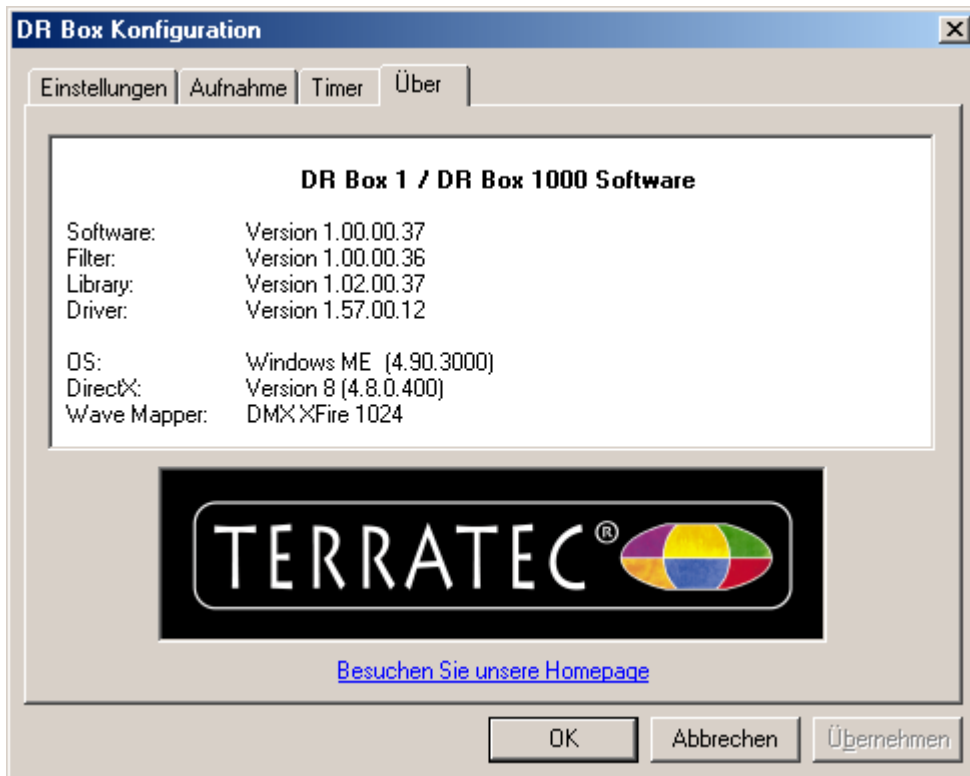 DR Box Konfiguration
Einstellungen Aufnahme Timer Über
DR Box 1 / DR Box 1000 Software
Software: Version 1.00.00.37
Filter: Version 1.00.00.36
Library: Version 1.02.00.37
Driver: Version 1.57.00.12
OS: Windows ME (4.90.3000)
DirectX: Version 8 (4.8.0.400)
Wave Mapper: DMX XFire 1024
TERRATEC®
Besuchen Sie unsere Homepage
OK Abbrechen Übernehmen